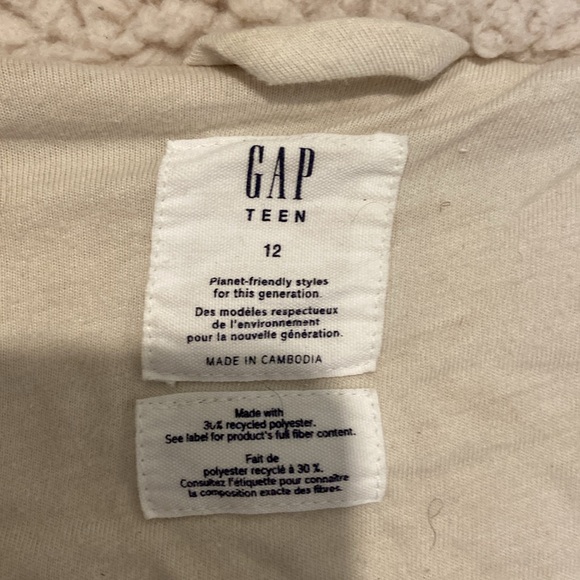 GAP
TEEN
12
Planet-friendly styles
for this generation.
Des modèles respectueux
de l'environnement
pour la nouvelle génération.
MADE IN CAMBODIA
Made with
30% recycled polyester.
See label for product's full fiber content.
Fait de
polyester recyclé à 30 %.
Consultez l'étiquette pour connaître
la composition exacte des fibres.